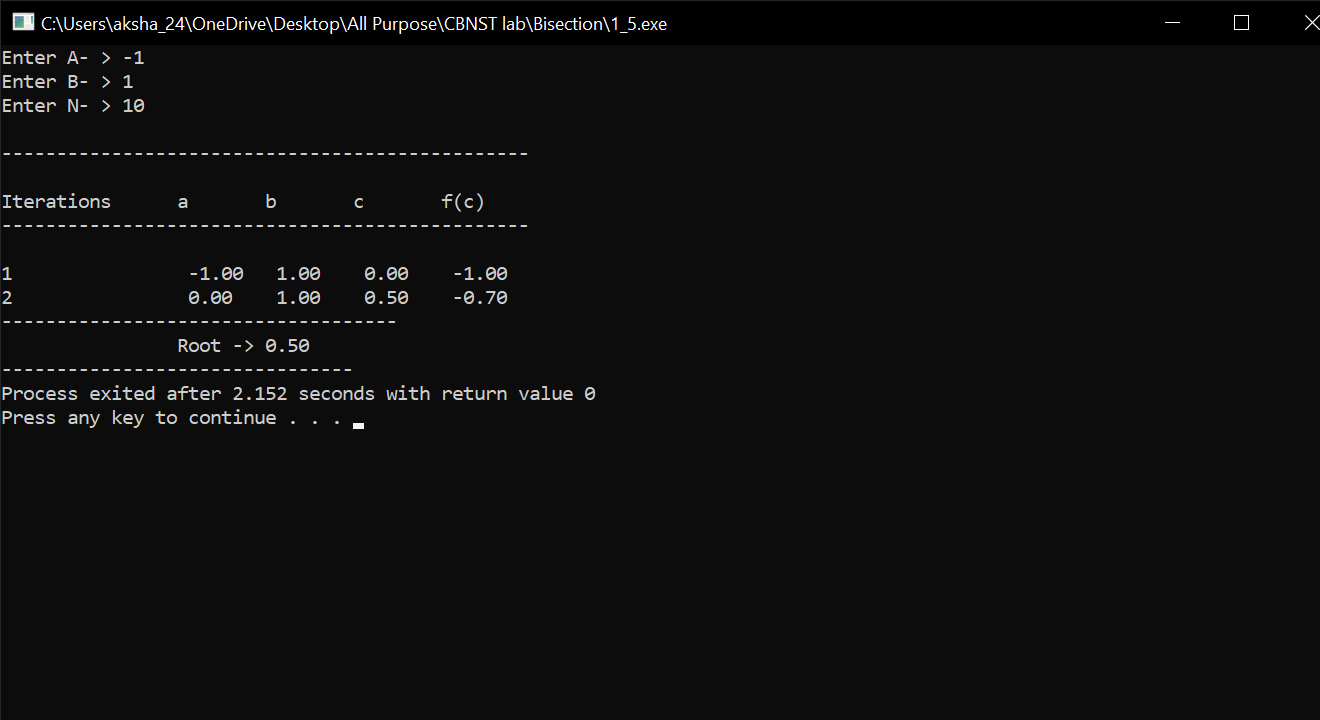 C:\Users\aksha_24\OneDrive\Desktop\All Purpose\CBNST lab\Bisection\1_5.exe
Enter A- > -1
Enter B- > 1
Enter N- > 10
------------------------------------------------
Iterations      a       b       c       f(c)
------------------------------------------------
1                -1.00   1.00    0.00    -1.00
2                0.00    1.00    0.50    -0.70
------------------------------------
                Root -> 0.50
--------------------------------
Process exited after 2.152 seconds with return value 0
Press any key to continue . . .